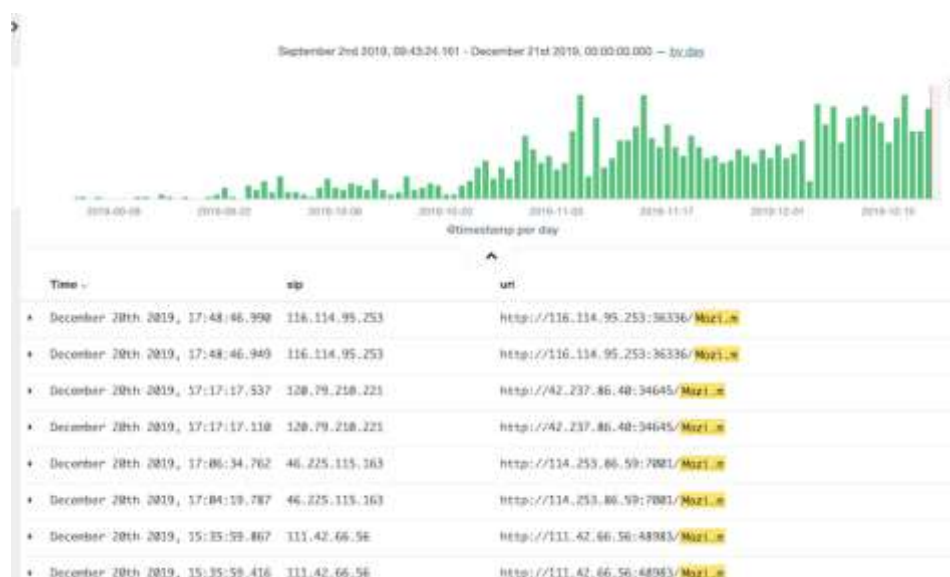 September 2nd 2019, 09:43:24.161 - December 21st 2019, 00:00:00.000 — by day
2019-09-22 2019-10-06 2019-10-20 2019-11-03 2019-11-17 2019-12-01 2019-12-15
@timestamp per day
Time sip url
December 20th 2019, 17:48:46.990 116.114.95.253 http://116.114.95.253:36336/Mozi.m
December 20th 2019, 17:48:46.949 116.114.95.253 http://116.114.95.253:36336/Mozi.m
December 20th 2019, 17:17:17.537 120.79.218.221 http://42.237.86.40:34645/Mozi.m
December 20th 2019, 17:17:17.110 120.79.218.221 http://42.237.86.40:34645/Mozi.m
December 20th 2019, 17:06:34.762 46.225.115.163 http://114.253.86.59:7001/Mozi.m
December 20th 2019, 17:04:19.787 46.225.115.163 http://114.253.86.59:7001/Mozi.m
December 20th 2019, 15:35:59.867 111.42.66.56 http://111.42.66.56:48983/Mozi.m
December 20th 2019, 15:35:59.416 111.42.66.56 http://111.42.66.56:48983/Mozi.m